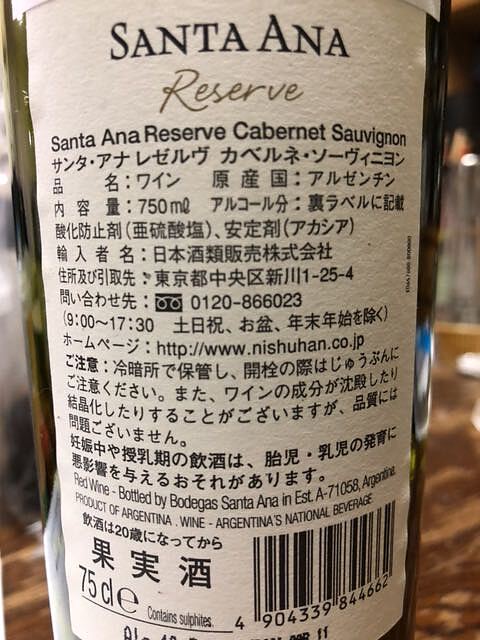 SANTA ANA
Reserve
Santa Ana Reserve Cabernet Sauvignon
サンタ・アナ レゼルヴ カベルネ・ソーヴィニヨン
品 名：ワイン 原 産 国：アルゼンチン
内 容 量：750mℓ アルコール分：裏ラベルに記載
酸化防止剤（亜硫酸塩）、安定剤（アカシア）
輸 入 者 名：日本酒類販売株式会社
住所及び引取先：東京都中央区新川1-25-4
問い合わせ先： 0120-866023
（9:00〜17:30 土日祝、お盆、年末年始を除く）
ホームページ：http://www.nishuhan.co.jp
ご注意：冷暗所で保管し、開栓の際はじゅうぶんに
ご注意ください。また、ワインの成分が沈殿したり
結晶化したりすることがございますが、品質には
問題ございません。
妊娠中や授乳期の飲酒は、胎児・乳児の発育に
悪影響を与えるおそれがあります。
Red Wine - Bottled by Bodegas Santa Ana in Est. A-71058, Argentina.
PRODUCT OF ARGENTINA . WINE - ARGENTINA'S NATIONAL BEVERAGE
飲酒は20歳になってから
果実酒
75 cl e Contains sulphites
4 904339 844662